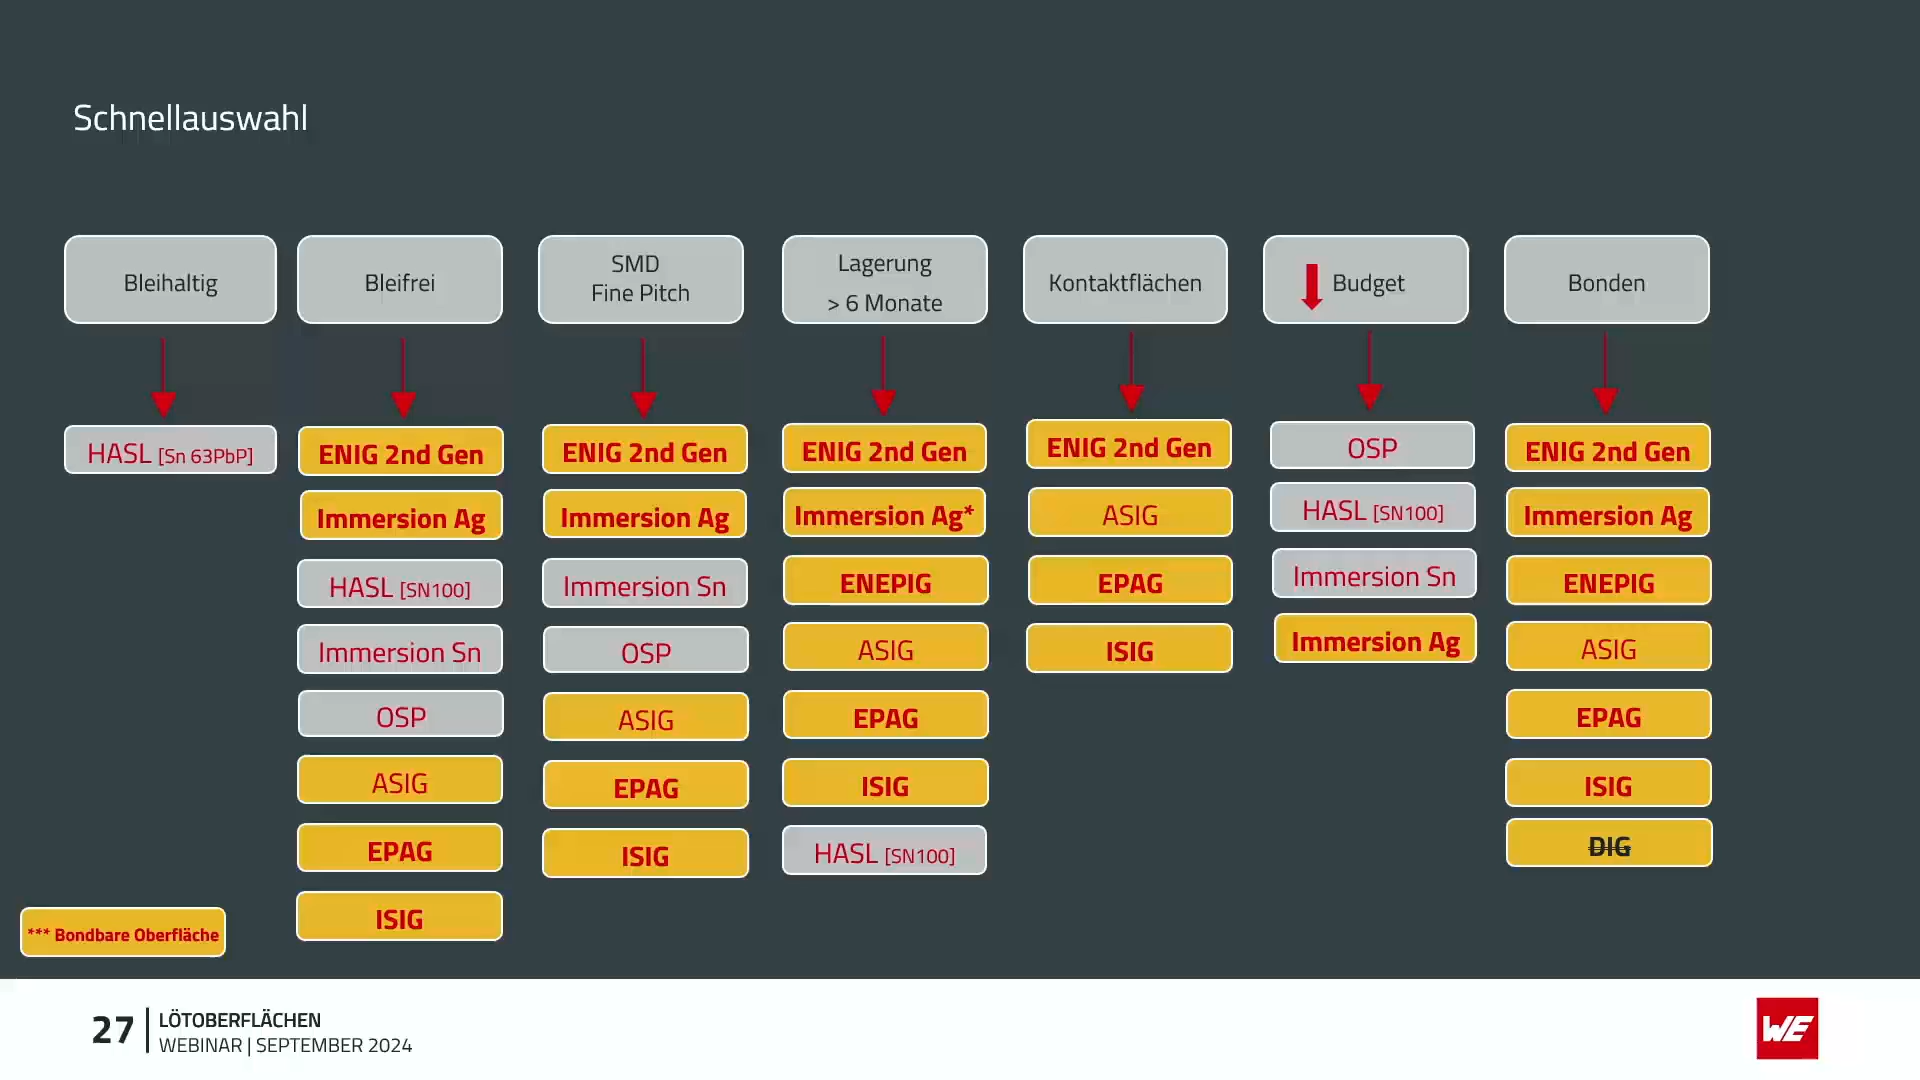 Schnellauswahl
Bleihaltig
HASL [Sn 63PbP]
Bleifrei
ENIG 2nd Gen
Immersion Ag
HASL [SN100]
Immersion Sn
OSP
ASIG
EPAG
ISIG
SMD
Fine Pitch
ENIG 2nd Gen
Immersion Ag
Immersion Sn
OSP
ASIG
EPAG
ISIG
Lagerung
> 6 Monate
ENIG 2nd Gen
Immersion Ag*
ENEPIG
ASIG
EPAG
ISIG
HASL [SN100]
Kontaktflächen
ENIG 2nd Gen
ASIG
EPAG
ISIG
Budget
OSP
HASL [SN100]
Immersion Sn
Immersion Ag
Bonden
ENIG 2nd Gen
Immersion Ag
ENEPIG
ASIG
EPAG
ISIG
DIG
*** Bondbare Oberfläche
27
LÖTOBERFLÄCHEN
WEBINAR | SEPTEMBER 2024
WE